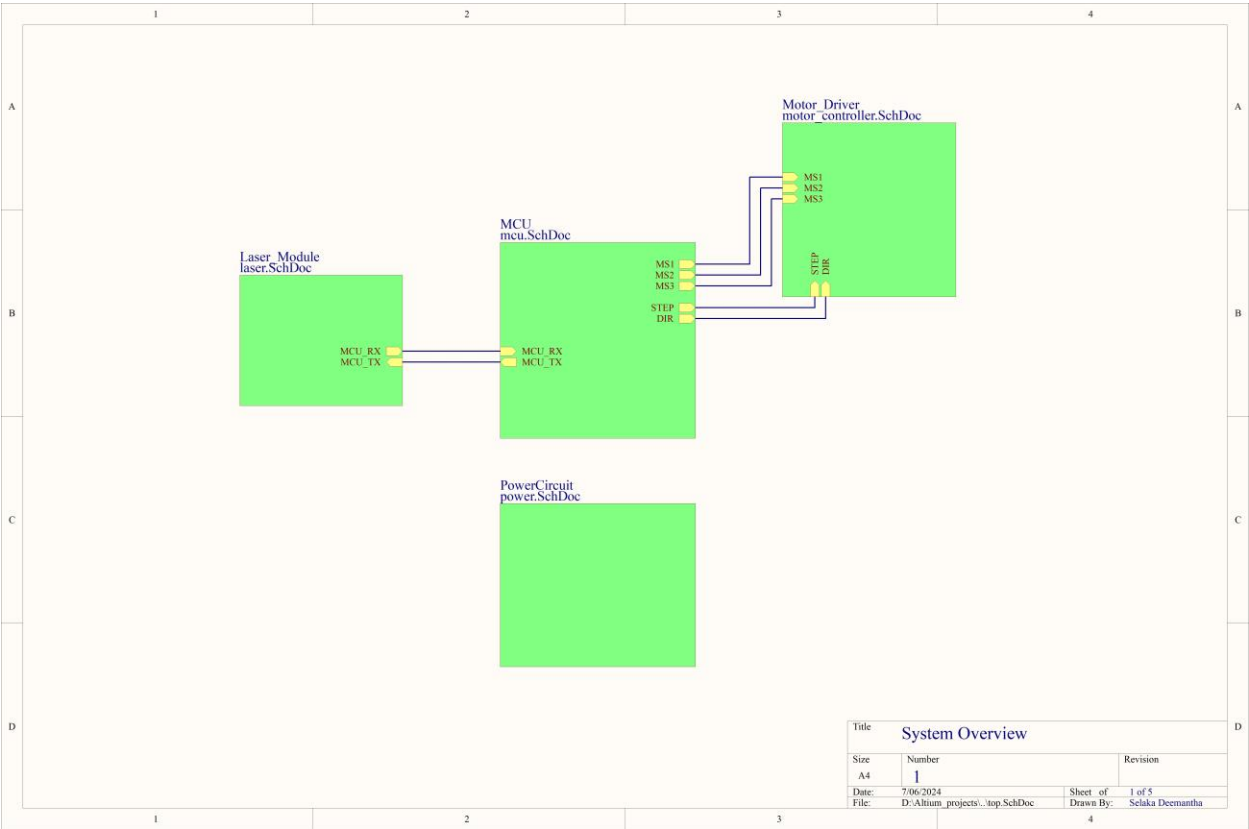 1 2 3 4
A A
Motor_Driver
motor_controller.SchDoc
MS1
MS2
MS3
STEP
DIR
MCU
mcu.SchDoc
MS1
MS2
MS3
STEP
DIR
MCU_RX
MCU_TX
Laser_Module
laser.SchDoc
MCU_RX
MCU_TX
B B
PowerCircuit
power.SchDoc
C C
D D
Title System Overview
Size Number Revision
A4 1
Date: 7/06/2024 Sheet of 1 of 5
File: D:\Altium_projects\..\top.SchDoc Drawn By: Selaka Deemantha
1 2 3 4